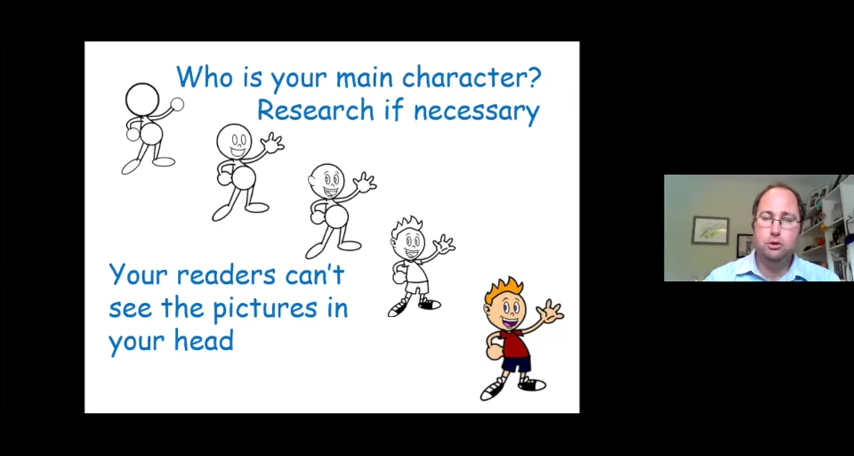 Who is your main character?
Research if necessary
Your readers can't
see the pictures in
your head